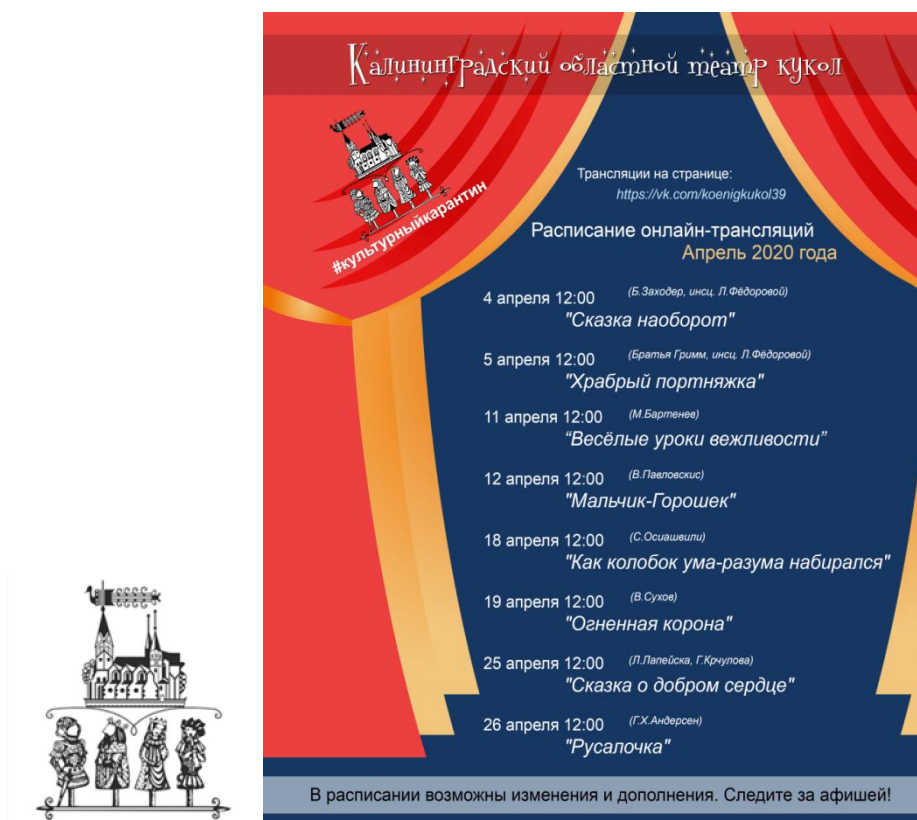 Калининградский областной театр кукол
#культурныйкарантин
Трансляции на странице:
https://vk.com/koenigkukol39
Расписание онлайн-трансляций
Апрель 2020 года
4 апреля 12:00 (Б.Заходер, инсц. Л.Фёдоровой)
"Сказка наоборот"
5 апреля 12:00 (Братья Гримм, инсц. Л.Фёдоровой)
"Храбрый портняжка"
11 апреля 12:00 (М.Бартенев)
“Весёлые уроки вежливости”
12 апреля 12:00 (В.Павловскис)
"Мальчик-Горошек"
18 апреля 12:00 (С.Осиашвили)
"Как колобок ума-разума набирался"
19 апреля 12:00 (В.Сухов)
"Огненная корона"
25 апреля 12:00 (Л.Лапейска, Г.Крчулова)
"Сказка о добром сердце"
26 апреля 12:00 (Г.Х.Андерсен)
"Русалочка"
В расписании возможны изменения и дополнения. Следите за афишей!